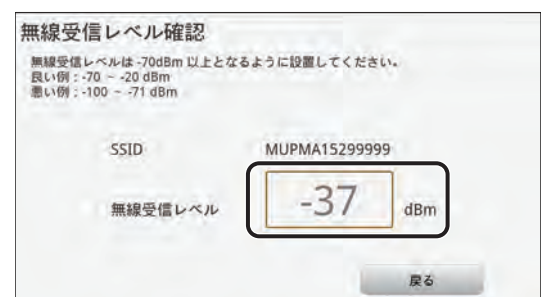 無線受信レベル確認
無線受信レベルは -70dBm 以上となるように設置してください。
良い例 : -70 ~ -20 dBm
悪い例 : -100 ~ -71 dBm
SSID MUPMA15299999
無線受信レベル -37 dBm
戻る